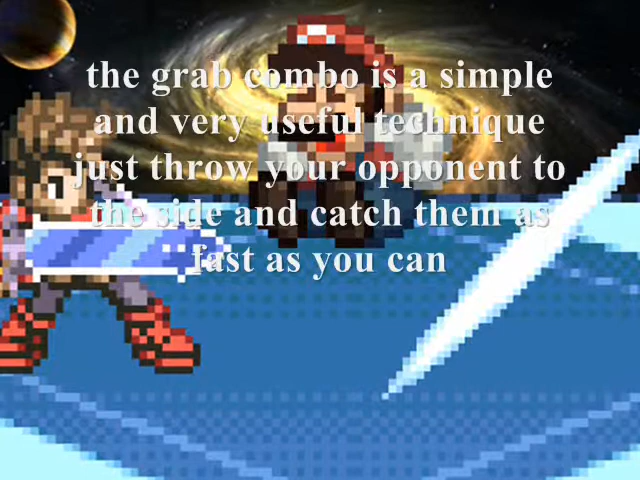 the grab combo is a simple
and very useful technique
just throw your opponent to
the side and catch them as
fast as you can